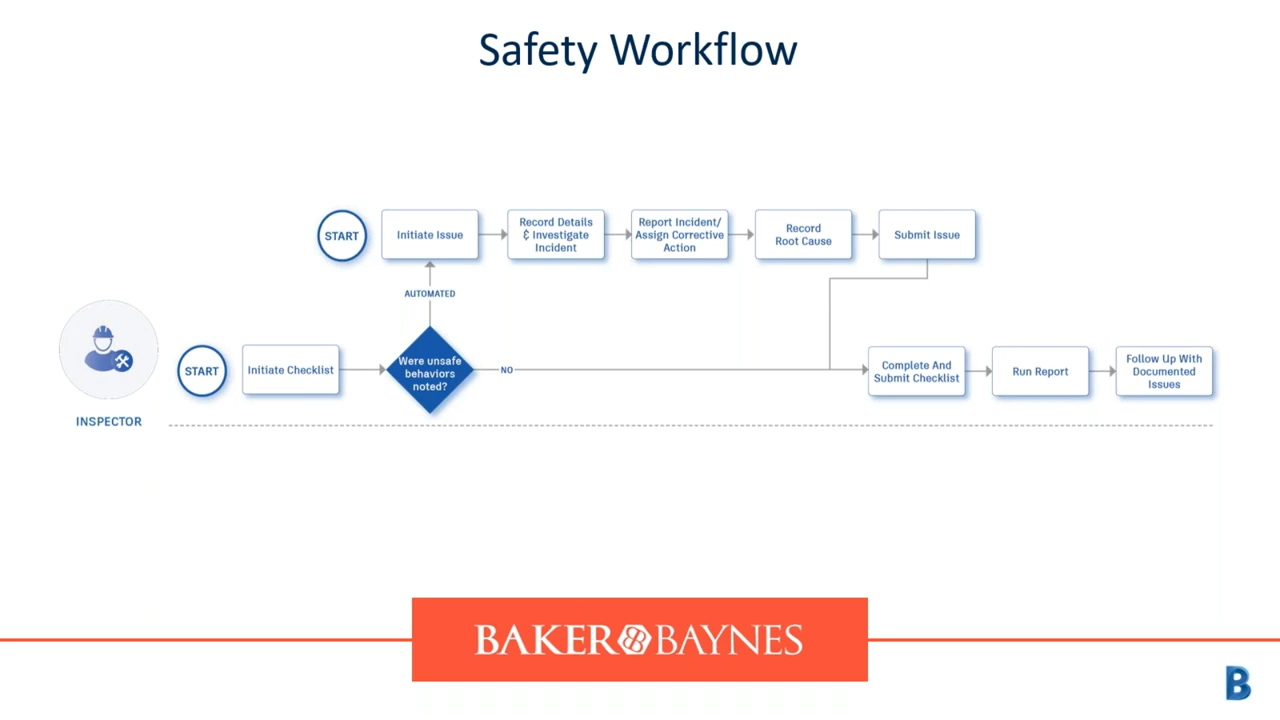 Safety Workflow
START
Initiate Issue
Record Details
& Investigate
Incident
Report Incident/
Assign Corrective
Action
Record
Root Cause
Submit Issue
AUTOMATED
START
Initiate Checklist
Were unsafe
behaviors
noted?
NO
Complete And
Submit Checklist
Run Report
Follow Up With
Documented
Issues
INSPECTOR
BAKER BAYNES
B